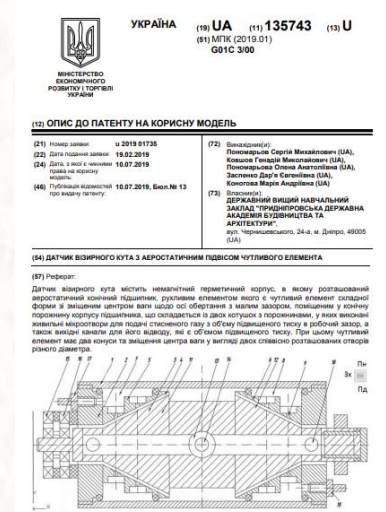 УКРАЇНА
(19) UA (11) 135743 (13) U
(51) МПК (2019.01)
G01C 3/00
МІНІСТЕРСТВО
ЕКОНОМІЧНОГО
РОЗВИТКУ І ТОРГІВЛІ
УКРАЇНИ
(12) ОПИС ДО ПАТЕНТУ НА КОРИСНУ МОДЕЛЬ
(21) Номер заявки: u 2019 01735
(22) Дата подання заявки: 19.02.2019
(24) Дата, з якої є чинними 10.07.2019
права на корисну
модель:
(46) Публікація відомостей 10.07.2019, Бюл.№ 13
про видачу патенту:
(72) Винахідник(и):
Пономарьов Сергій Михайлович (UA),
Ковшов Генадій Миколайович (UA),
Пономарьова Олена Анатоліївна (UA),
Заспенко Дар'я Євгеніївна (UA),
Коногова Марія Андріївна (UA)
(73) Власник(и):
ДЕРЖАВНИЙ ВИЩИЙ НАВЧАЛЬНИЙ
ЗАКЛАД "ПРИДНІПРОВСЬКА ДЕРЖАВНА
АКАДЕМІЯ БУДІВНИЦТВА ТА
АРХІТЕКТУРИ",
вул. Чернишевського, 24-а, м. Дніпро, 49005
(UA)
(54) ДАТЧИК ВІЗИРНОГО КУТА З АЕРОСТАТИЧНИМ ПІДВІСОМ ЧУТЛИВОГО ЕЛЕМЕНТА
(57) Реферат:
Датчик візирного кута містить немагнітний герметичний корпус, в якому розташований
аеростатичний конічний підшипник, рухливим елементом якого є чутливий елемент складної
форми зі зміщеним центром ваги щодо осі обертання з малим зазором, поміщеним у конічну
порожнину корпусу підшипника, що складається із двох котушок з порожнинами, у яких виконані
живильні мікроотвори для подачі стисненого газу з об'єму підвищеного тиску в робочий зазор, а
також вихідні канали для його відводу, які є об'ємом підвищеного тиску. При цьому чутливий
елемент має два конуси та зміщення центра ваги у вигляді двох співвісно розташованих отворів
різного діаметра.
Пн
Зх
Пд